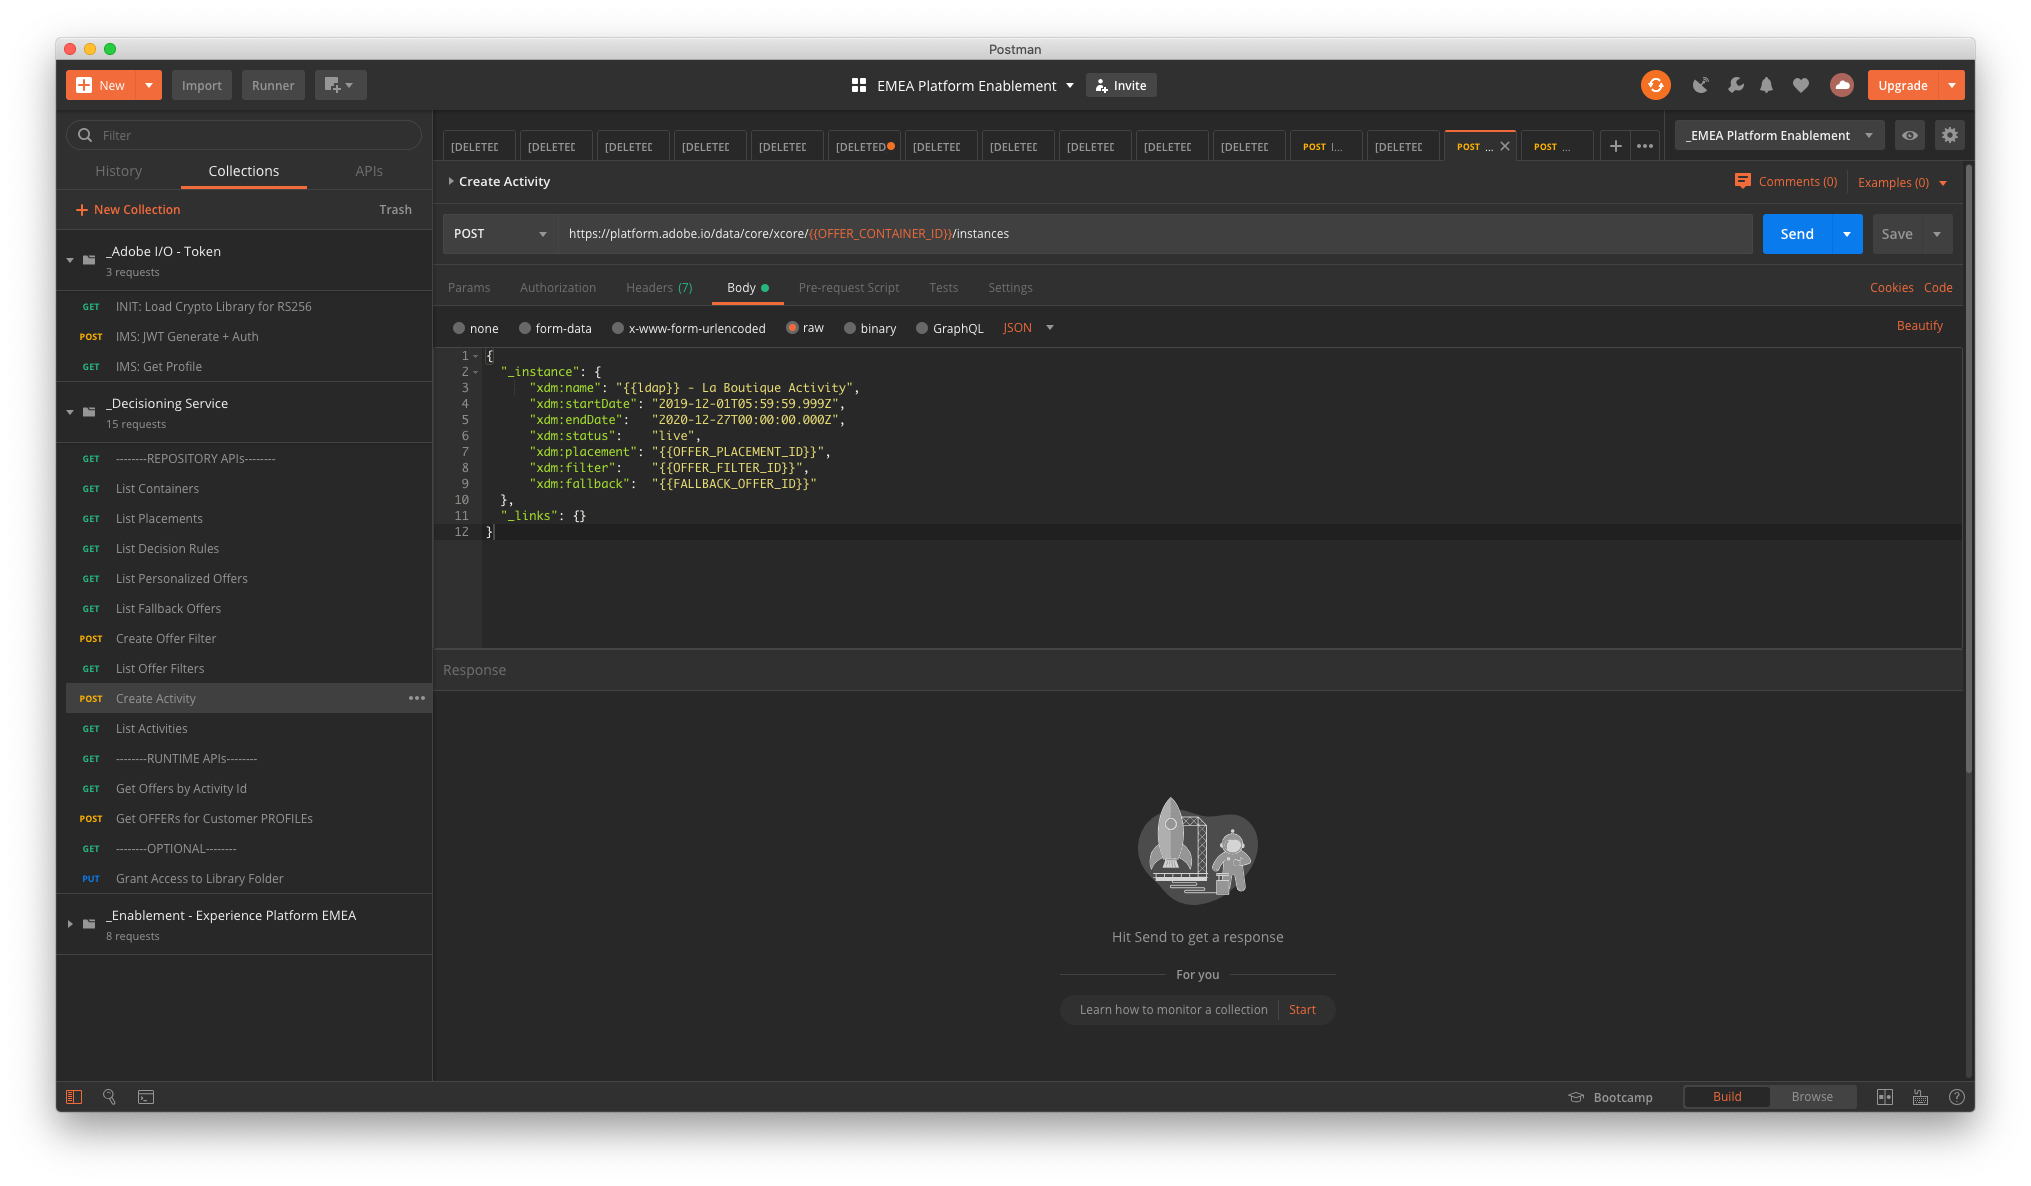 Postman
New
Import
Runner
EMEA Platform Enablement
Invite
Upgrade
Filter
History
Collections
APIs
New Collection
Trash
_Adobe I/O - Token
3 requests
GET INIT: Load Crypto Library for RS256
POST IMS: JWT Generate + Auth
GET IMS: Get Profile
_Decisioning Service
15 requests
GET --------REPOSITORY APIs--------
GET List Containers
GET List Placements
GET List Decision Rules
GET List Personalized Offers
GET List Fallback Offers
POST Create Offer Filter
GET List Offer Filters
POST Create Activity
GET List Activities
GET --------RUNTIME APIs--------
GET Get Offers by Activity Id
POST Get OFFERs for Customer PROFILEs
GET --------OPTIONAL--------
PUT Grant Access to Library Folder
_Enablement - Experience Platform EMEA
8 requests
[DELETED [DELETED [DELETED [DELETED [DELETED [DELETED [DELETED [DELETED [DELETED [DELETED [DELETED POST I... [DELETED POST ... POST ...
_EMEA Platform Enablement
Create Activity
Comments (0)
Examples (0)
POST
https://platform.adobe.io/data/core/xcore/{{OFFER_CONTAINER_ID}}/instances
Send
Save
Params
Authorization
Headers (7)
Body
Pre-request Script
Tests
Settings
Cookies
Code
none
form-data
x-www-form-urlencoded
raw
binary
GraphQL
JSON
Beautify
1 {
2 "_instance": {
3 "xdm:name": "{{ldap}} - La Boutique Activity",
4 "xdm:startDate": "2019-12-01T05:59:59.999Z",
5 "xdm:endDate": "2020-12-27T00:00:00.000Z",
6 "xdm:status": "live",
7 "xdm:placement": "{{OFFER_PLACEMENT_ID}}",
8 "xdm:filter": "{{OFFER_FILTER_ID}}",
9 "xdm:fallback": "{{FALLBACK_OFFER_ID}}"
10 },
11 "_links": {}
12 }
Response
Hit Send to get a response
For you
Learn how to monitor a collection
Start
Bootcamp
Build
Browse